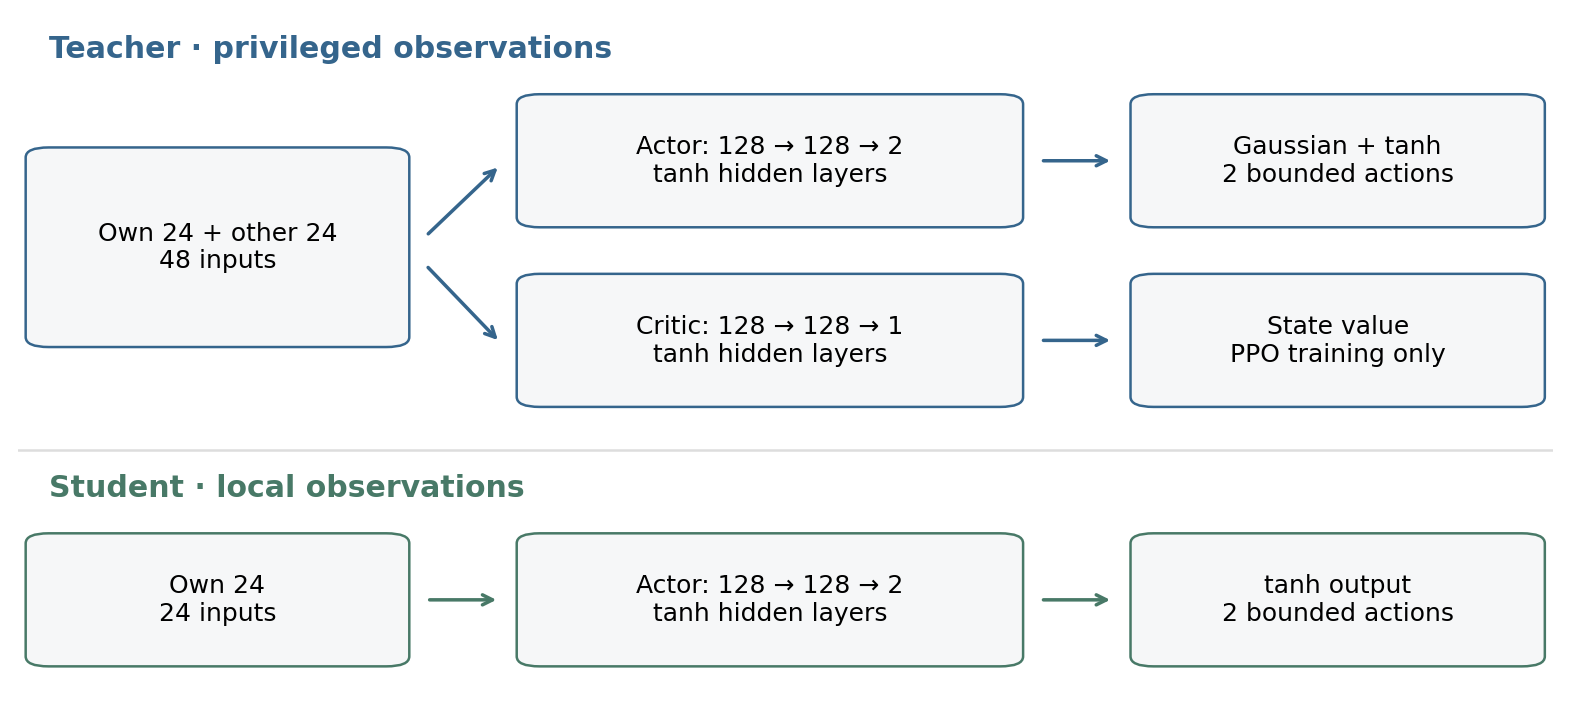 Teacher · privileged observations
Own 24 + other 24
48 inputs
Actor: 128 → 128 → 2
tanh hidden layers
Gaussian + tanh
2 bounded actions
Critic: 128 → 128 → 1
tanh hidden layers
State value
PPO training only
Student · local observations
Own 24
24 inputs
Actor: 128 → 128 → 2
tanh hidden layers
tanh output
2 bounded actions